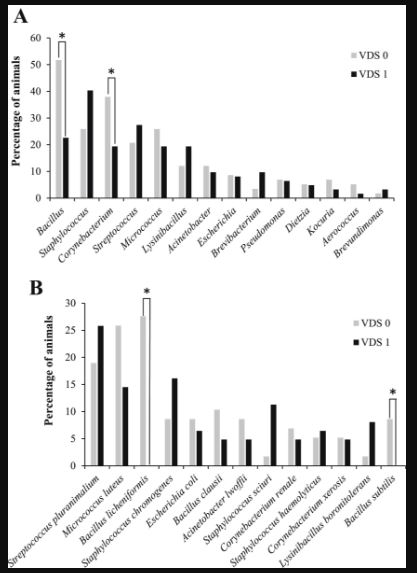 A
Percentage of animals
60
50
40
30
20
10
0
*
*
VDS 0
VDS 1
Bacillus
Staphylococcus
Corynebacterium
Streptococcus
Micrococcus
Lysinibacillus
Acinetobacter
Escherichia
Brevibacterium
Pseudomonas
Dietzia
Kocuria
Aerococcus
Brevundimonas
B
Percentage of animals
30
25
20
15
10
5
0
*
*
VDS 0
VDS 1
Streptococcus pluranimalium
Micrococcus luteus
Bacillus licheniformis
Staphylococcus chromogenes
Escherichia coli
Bacillus clausii
Acinetobacter lwoffii
Staphylococcus sciuri
Corynebacterium renale
Staphylococcus haemolyticus
Corynebacterium xerosis
Lysinibacillus boronitolerans
Bacillus subtilis